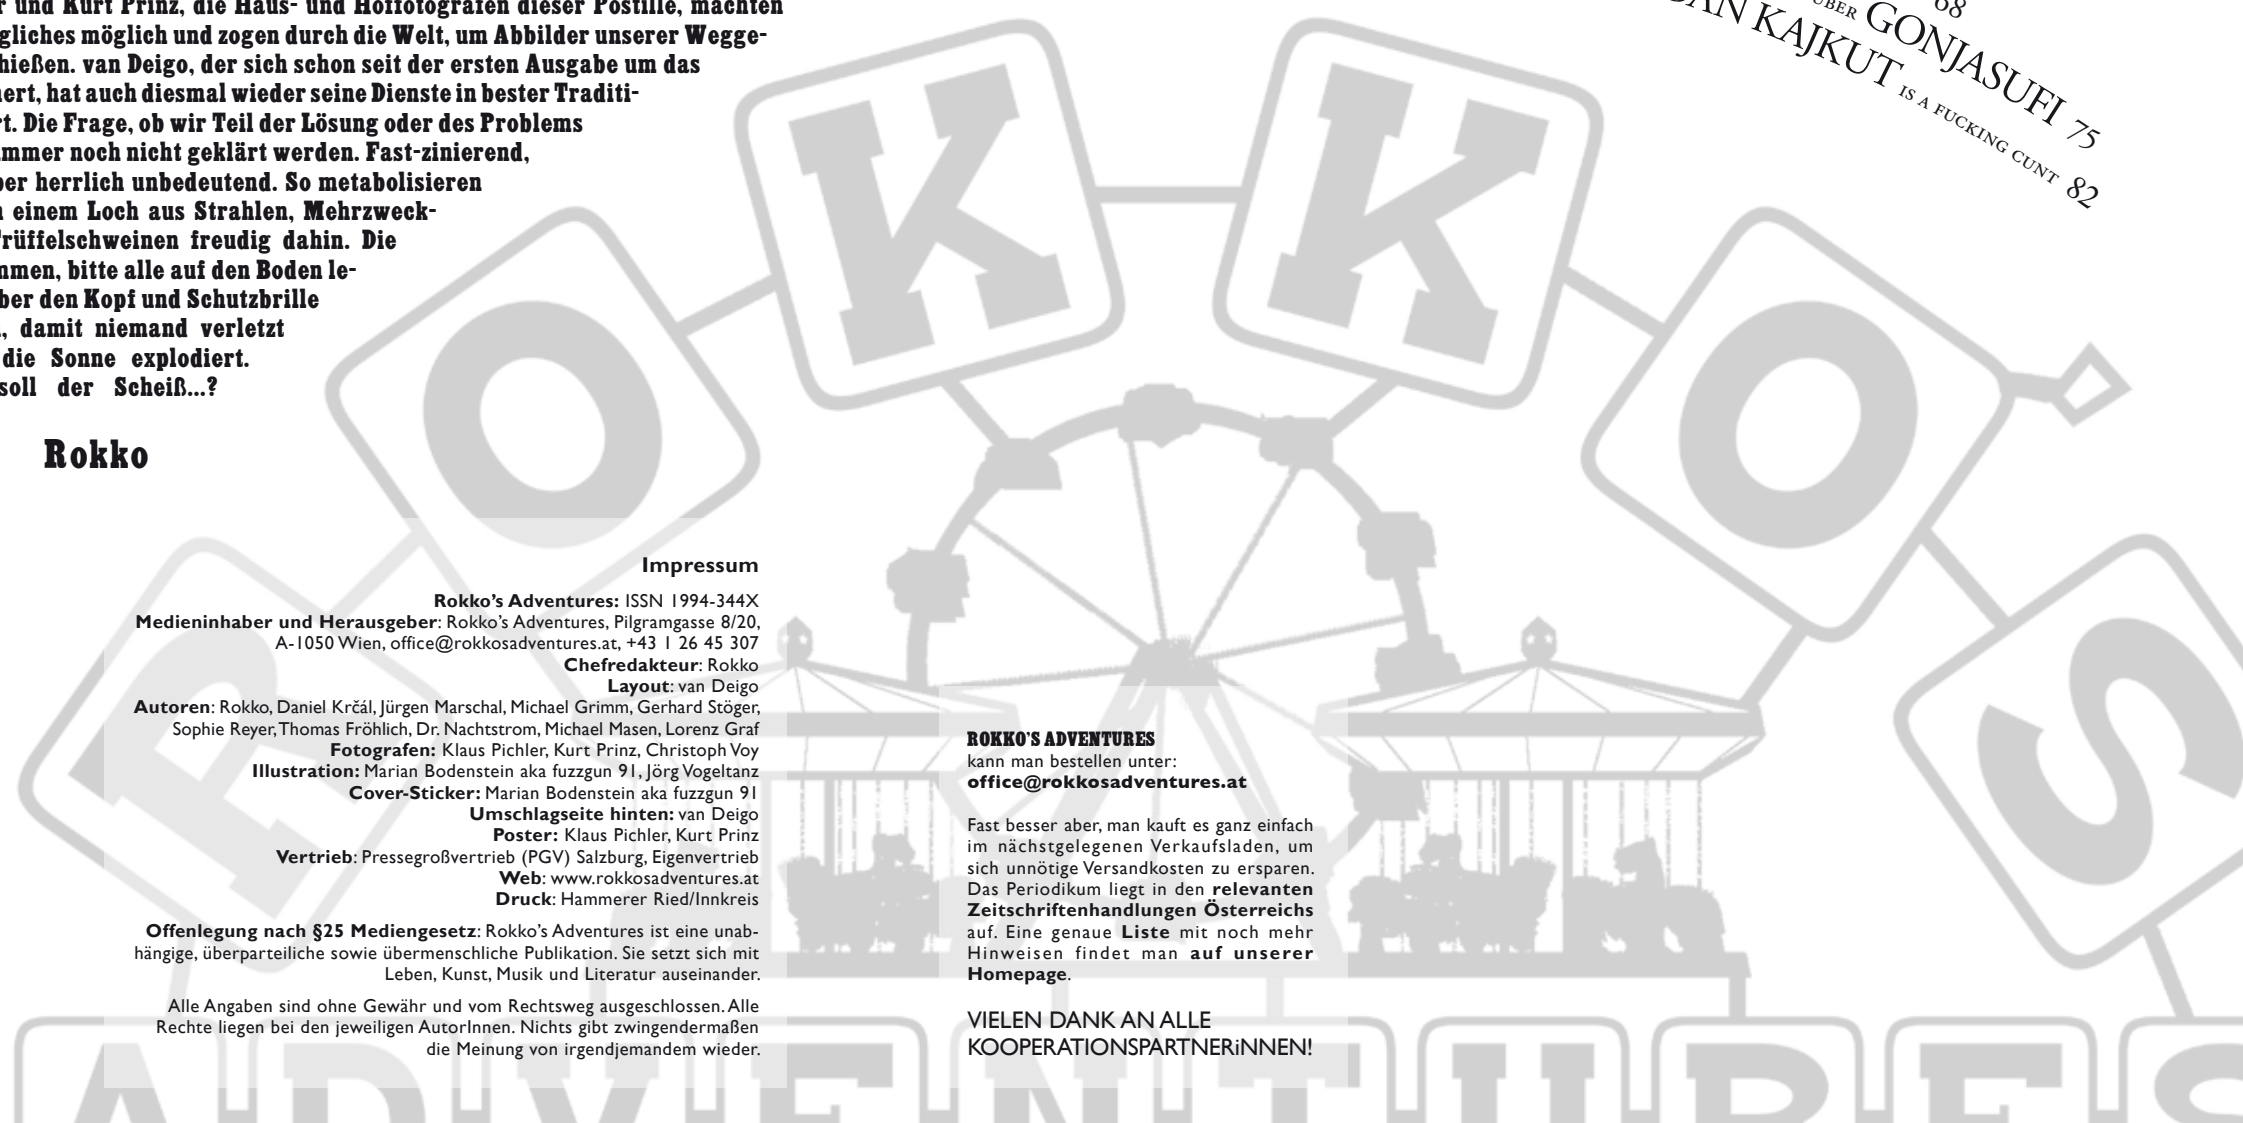 r und Kurt Prinz, die Haus- und Hoffotografen dieser Postille, machten
gliches möglich und zogen durch die Welt, um Abbilder unserer Wegge-
hießen. van Deigo, der sich schon seit der ersten Ausgabe um das
ert, hat auch diesmal wieder seine Dienste in bester Traditi-
t. Die Frage, ob wir Teil der Lösung oder des Problems
mmer noch nicht geklärt werden. Fast-zinierend,
ber herrlich unbedeutend. So metabolisieren
einem Loch aus Strahlen, Mehrzweck-
rüffelschweinen freudig dahin. Die
mmen, bitte alle auf den Boden le-
ber den Kopf und Schutzbrille
, damit niemand verletzt
die Sonne explodiert.
soll der Scheiß...?
Rokko
68
ÜBER GONJASUFI 75
AN KAJKUT IS A FUCKING CUNT 82
ROKKO'S
ADVENTURES
Impressum
Rokko's Adventures: ISSN 1994-344X
Medieninhaber und Herausgeber: Rokko's Adventures, Pilgramgasse 8/20,
A-1050 Wien, office@rokkosadventures.at, +43 1 26 45 307
Chefredakteur: Rokko
Layout: van Deigo
Autoren: Rokko, Daniel Krčál, Jürgen Marschal, Michael Grimm, Gerhard Stöger,
Sophie Reyer, Thomas Fröhlich, Dr. Nachtstrom, Michael Masen, Lorenz Graf
Fotografen: Klaus Pichler, Kurt Prinz, Christoph Voy
Illustration: Marian Bodenstein aka fuzzgun 91, Jörg Vogeltanz
Cover-Sticker: Marian Bodenstein aka fuzzgun 91
Umschlagseite hinten: van Deigo
Poster: Klaus Pichler, Kurt Prinz
Vertrieb: Pressegroßvertrieb (PGV) Salzburg, Eigenvertrieb
Web: www.rokkosadventures.at
Druck: Hammerer Ried/Innkreis
Offenlegung nach §25 Mediengesetz: Rokko's Adventures ist eine unab-
hängige, überparteiliche sowie übermenschliche Publikation. Sie setzt sich mit
Leben, Kunst, Musik und Literatur auseinander.
Alle Angaben sind ohne Gewähr und vom Rechtsweg ausgeschlossen. Alle
Rechte liegen bei den jeweiligen AutorInnen. Nichts gibt zwingendermaßen
die Meinung von irgendjemandem wieder.
ROKKO'S ADVENTURES
kann man bestellen unter:
office@rokkosadventures.at
Fast besser aber, man kauft es ganz einfach
im nächstgelegenen Verkaufsladen, um
sich unnötige Versandkosten zu ersparen.
Das Periodikum liegt in den relevanten
Zeitschriftenhandlungen Österreichs
auf. Eine genaue Liste mit noch mehr
Hinweisen findet man auf unserer
Homepage.
VIELEN DANK AN ALLE
KOOPERATIONSPARTNERiNNEN!